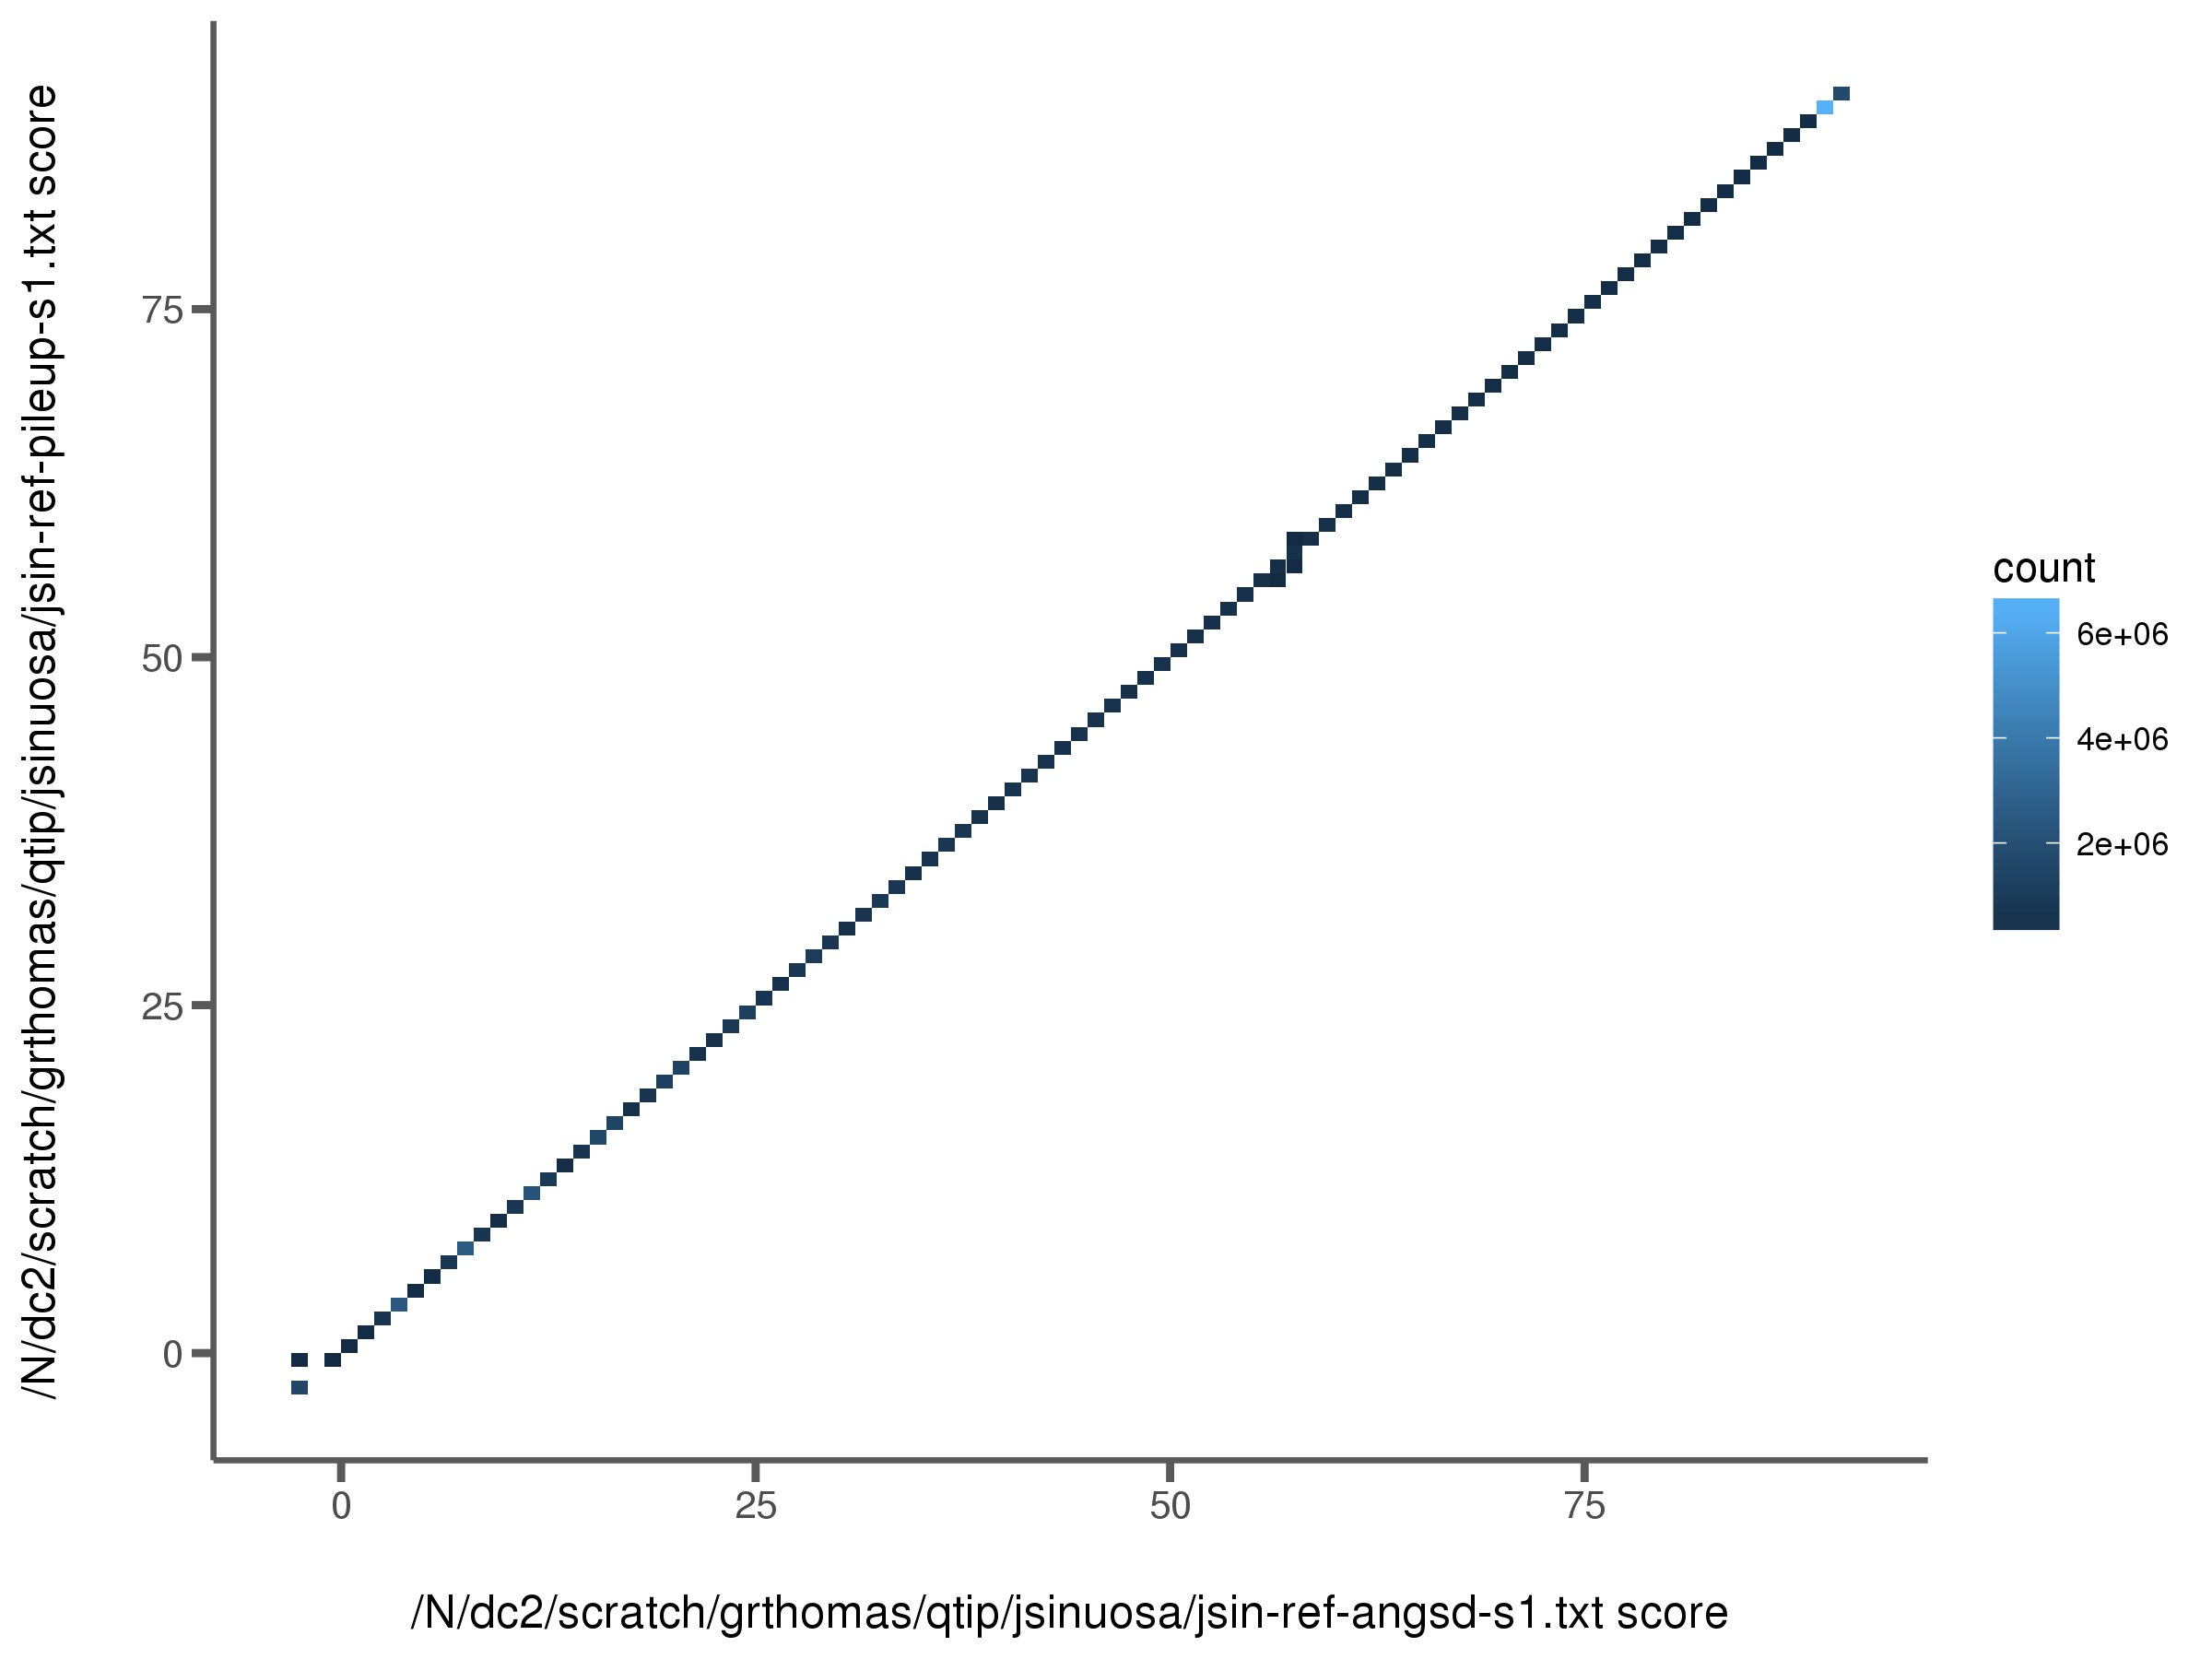 /N/dc2/scratch/grthomas/qtip/jsinuosa/jsin-ref-pileup-s1.txt score
75
50
25
0
0
25
50
75
/N/dc2/scratch/grthomas/qtip/jsinuosa/jsin-ref-angsd-s1.txt score
count
6e+06
4e+06
2e+06